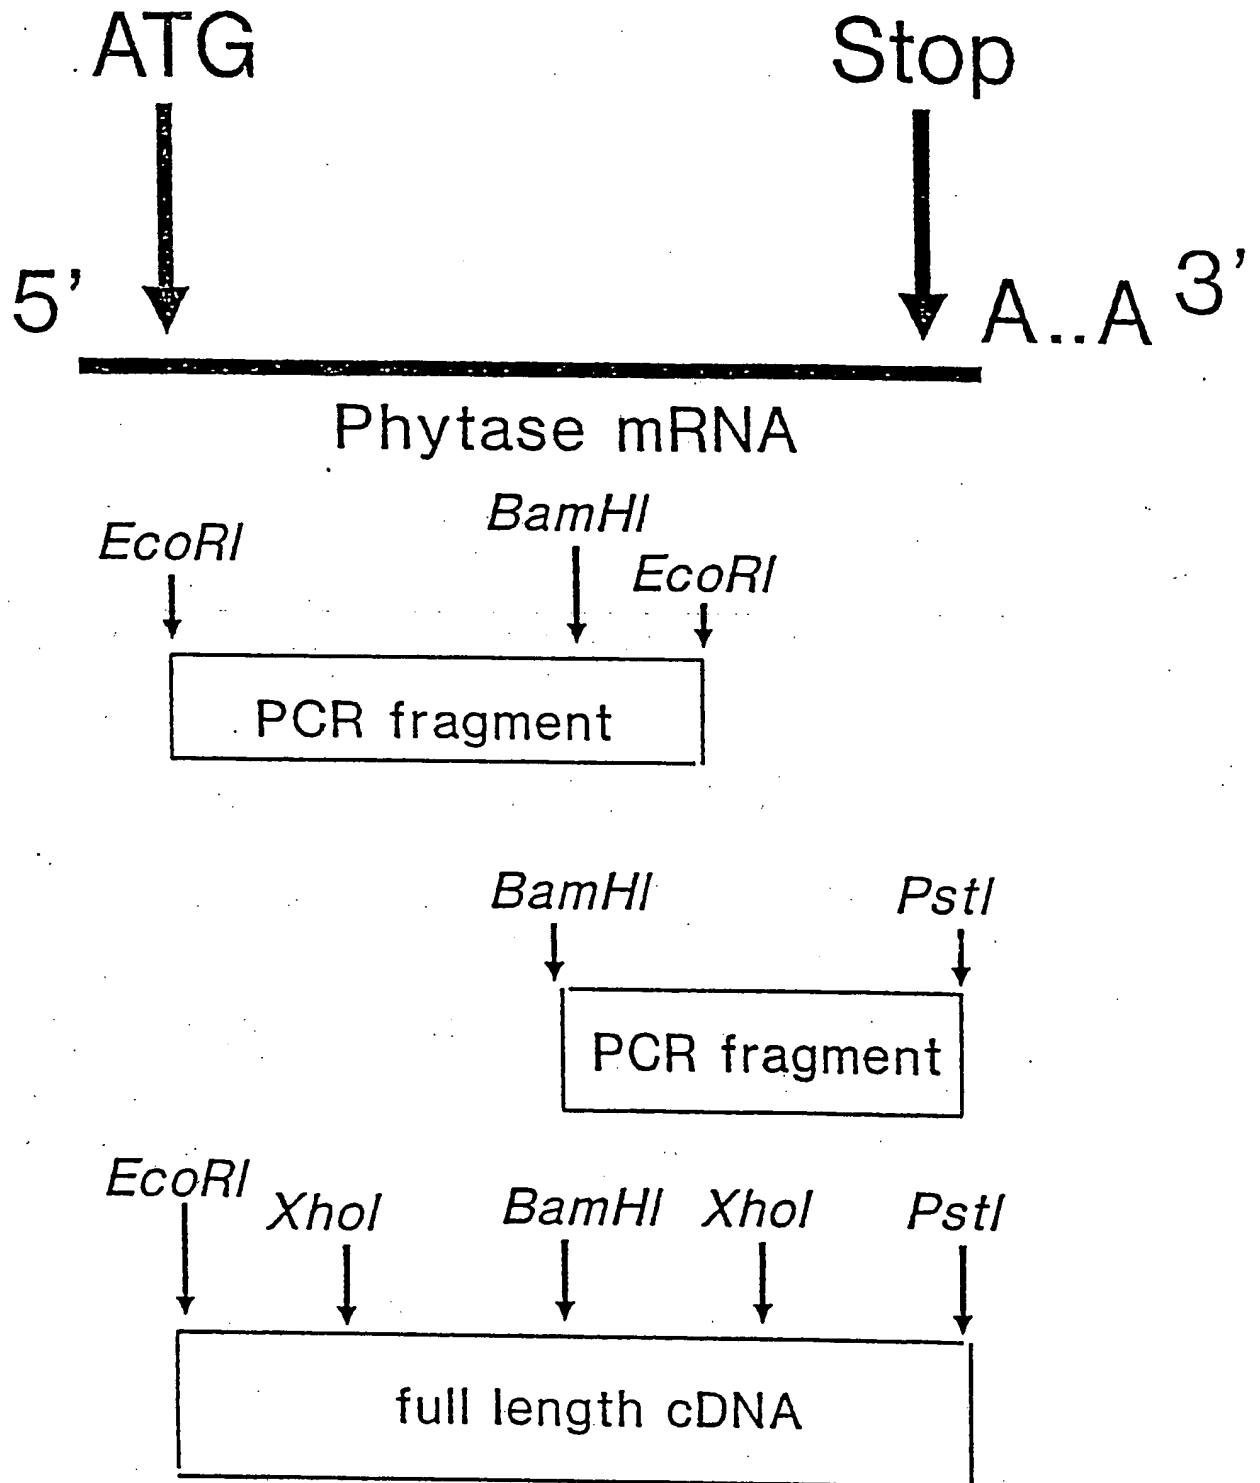 ATG Stop
5' A..A 3'
Phytase mRNA
EcoRI BamHI EcoRI
PCR fragment
BamHI PstI
PCR fragment
EcoRI XhoI BamHI XhoI PstI
full length cDNA